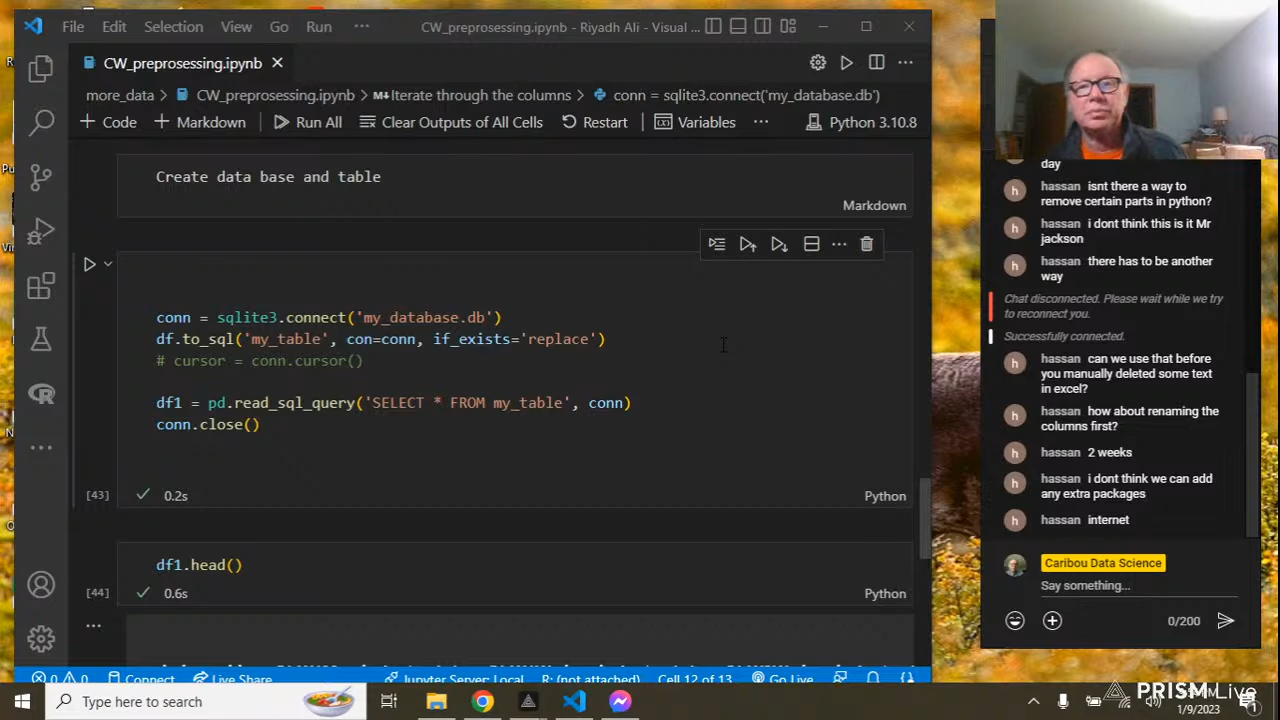 File Edit Selection View Go Run ··· CW_preprosessing.ipynb - Riyadh Ali - Visual ...
CW_preprosessing.ipynb
more_data > CW_preprosessing.ipynb > M↓Iterate through the columns > conn = sqlite3.connect('my_database.db')
+ Code + Markdown Run All Clear Outputs of All Cells Restart Variables ··· Python 3.10.8
Create data base and table
Markdown
conn = sqlite3.connect('my_database.db')
df.to_sql('my_table', con=conn, if_exists='replace')
# cursor = conn.cursor()
df1 = pd.read_sql_query('SELECT * FROM my_table', conn)
conn.close()
[43] 0.2s Python
df1.head()
[44] 0.6s Python
0 0 Connect Live Share Jupyter Server: Local R: (not attached) Cell 12 of 13 Go Live
day
hassan isnt there a way to
remove certain parts in python?
hassan i dont think this is it Mr
jackson
hassan there has to be another
way
Chat disconnected. Please wait while we try
to reconnect you.
Successfully connected.
hassan can we use that before
you manually deleted some text
in excel?
hassan how about renaming the
columns first?
hassan 2 weeks
hassan i dont think we can add
any extra packages
hassan internet
Caribou Data Science
Say something...
0/200
Type here to search
PRISM Live
1/9/2023